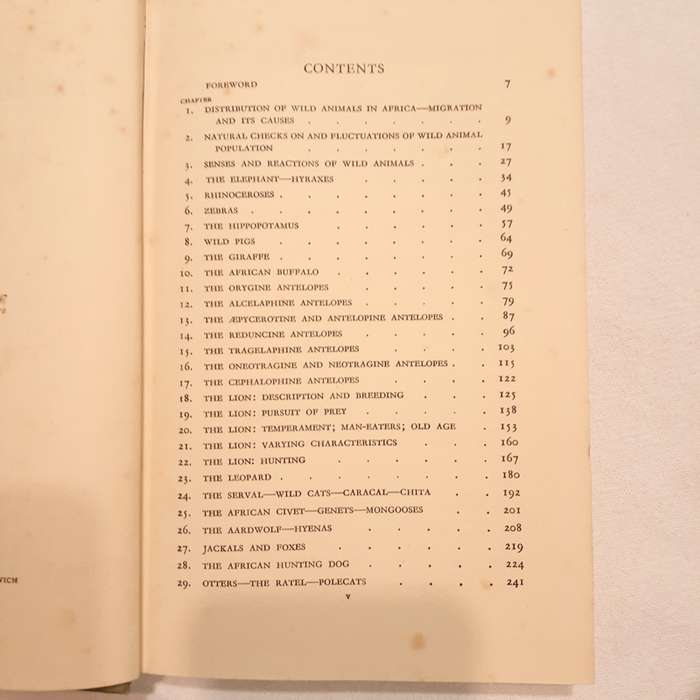 CONTENTS
FOREWORD 7
CHAPTER
1. DISTRIBUTION OF WILD ANIMALS IN AFRICA—MIGRATION
AND ITS CAUSES . . . . . . . 9
2. NATURAL CHECKS ON AND FLUCTUATIONS OF WILD ANIMAL
POPULATION . . . . . . . 17
3. SENSES AND REACTIONS OF WILD ANIMALS . . . 27
4. THE ELEPHANT—HYRAXES . . . . . 34
5. RHINOCEROSES . . . . . . . . 45
6. ZEBRAS . . . . . . . . . 49
7. THE HIPPOPOTAMUS . . . . . . 57
8. WILD PIGS . . . . . . . . 64
9. THE GIRAFFE . . . . . . . . 69
10. THE AFRICAN BUFFALO . . . . . . 72
11. THE ORYGINE ANTELOPES . . . . . 75
12. THE ALCELAPHINE ANTELOPES . . . . . 79
13. THE ÆPYCEROTINE AND ANTELOPINE ANTELOPES . . 87
14. THE REDUNCINE ANTELOPES . . . . . 96
15. THE TRAGELAPHINE ANTELOPES . . . . 103
16. THE ONEOTRAGINE AND NEOTRAGINE ANTELOPES . . 115
17. THE CEPHALOPHINE ANTELOPES . . . . 122
18. THE LION: DESCRIPTION AND BREEDING . . . 125
19. THE LION: PURSUIT OF PREY . . . . . 138
20. THE LION: TEMPERAMENT; MAN-EATERS; OLD AGE . 153
21. THE LION: VARYING CHARACTERISTICS . . . 160
22. THE LION: HUNTING . . . . . . 167
23. THE LEOPARD . . . . . . . . 180
24. THE SERVAL—WILD CATS—CARACAL—CHITA . . 192
25. THE AFRICAN CIVET—GENETS—MONGOOSES . . 201
26. THE AARDWOLF—HYENAS . . . . . 208
27. JACKALS AND FOXES . . . . . . 219
28. THE AFRICAN HUNTING DOG . . . . . 224
29. OTTERS—THE RATEL—POLECATS . . . . 241
V